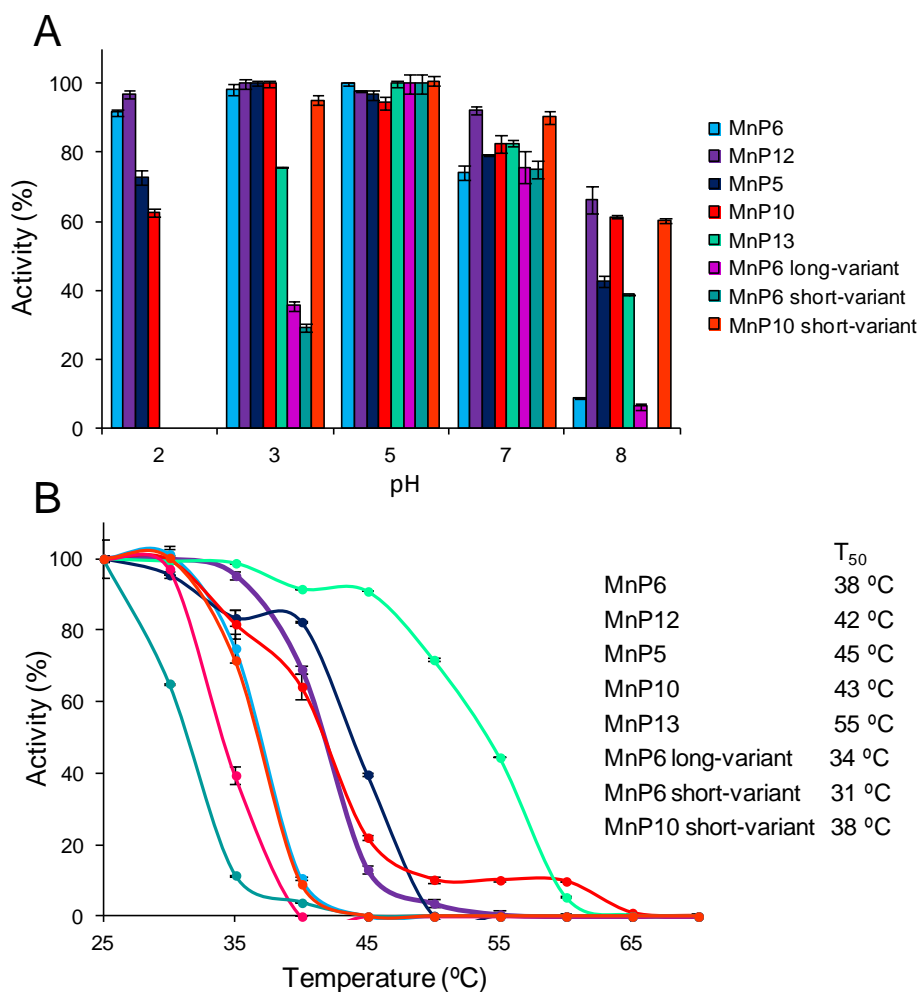 A
100
80
60
40
20
0
Activity (%)
2 3 5 7 8
pH
MnP6
MnP12
MnP5
MnP10
MnP13
MnP6 long-variant
MnP6 short-variant
MnP10 short-variant
B
100
80
60
40
20
0
Activity (%)
25 35 45 55 65
Temperature (ºC)
T50
MnP6 38 ºC
MnP12 42 ºC
MnP5 45 ºC
MnP10 43 ºC
MnP13 55 ºC
MnP6 long-variant 34 ºC
MnP6 short-variant 31 ºC
MnP10 short-variant 38 ºC